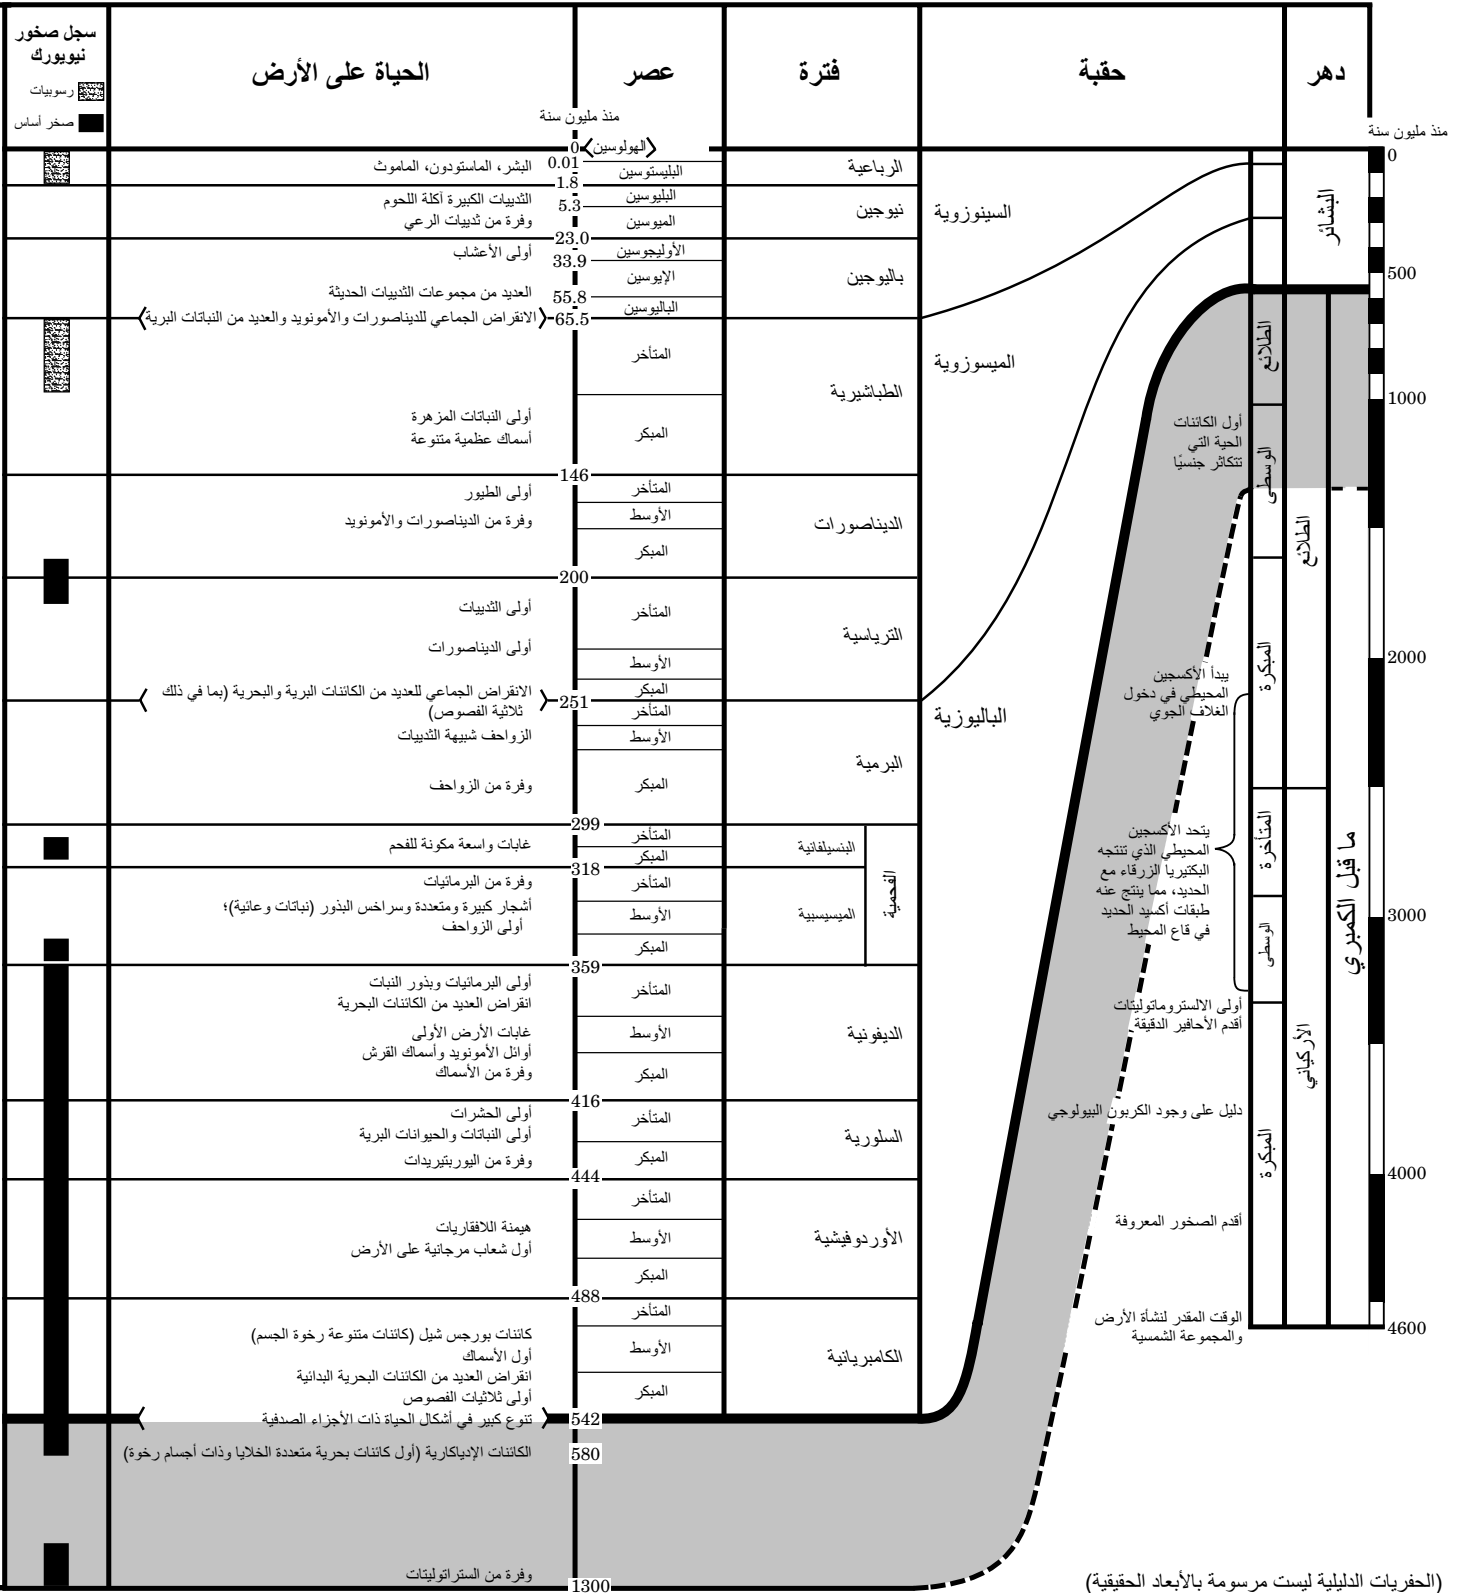 دهر
حقبة
فترة
عصر
الحياة على الأرض
سجل صخور
نيويورك
رسوبيات
صخر أساس
منذ مليون سنة
منذ مليون سنة
0
500
1000
2000
3000
4000
4600
البشائر
ما قبل الكمبري
الطلائع
الأركياني
الطلائع
الوسطى
المبكرة
المتأخرة
الوسطى
المبكرة
أول الكائنات
الحية التي
تتكاثر جنسيًا
يبدأ الأكسجين
المحيطي في دخول
الغلاف الجوي
يتحد الأكسجين
المحيطي الذي تنتجه
البكتيريا الزرقاء مع
الحديد، مما ينتج عنه
طبقات أكسيد الحديد
في قاع المحيط
أولى الالستروماتوليتات
أقدم الأحافير الدقيقة
دليل على وجود الكربون البيولوجي
أقدم الصخور المعروفة
الوقت المقدر لنشأة الأرض
والمجموعة الشمسية
السينوزوية
الميسوزوية
الباليوزية
الرباعية
نيوجين
باليوجين
الطباشيرية
الديناصورات
الترياسية
البرمية
الفحمية
البنسيلفانية
الميسيسبية
الديفونية
السلورية
الأوردوفيشية
الكامبريانية
الهولوسين
البليستوسين
البليوسين
الميوسين
الأوليجوسين
الإيوسين
الباليوسين
المتأخر
المبكر
المتأخر
الأوسط
المبكر
المتأخر
الأوسط
المبكر
المتأخر
الأوسط
المبكر
المتأخر
المبكر
المتأخر
الأوسط
المبكر
المتأخر
الأوسط
المبكر
المتأخر
المبكر
المتأخر
الأوسط
المبكر
المتأخر
الأوسط
المبكر
0
0.01
1.8
5.3
23.0
33.9
55.8
65.5
146
200
251
299
318
359
416
444
488
542
580
1300
البشر، الماستودون، الماموث
الثدييات الكبيرة آكلة اللحوم
وفرة من ثدييات الرعي
أولى الأعشاب
العديد من مجموعات الثدييات الحديثة
الانقراض الجماعي للديناصورات والأمونويد والعديد من النباتات البرية
أولى النباتات المزهرة
أسماك عظمية متنوعة
أولى الطيور
وفرة من الديناصورات والأمونويد
أولى الثدييات
أولى الديناصورات
الانقراض الجماعي للعديد من الكائنات البرية والبحرية (بما في ذلك
ثلاثية الفصوص)
الزواحف شبيهة الثدييات
وفرة من الزواحف
غابات واسعة مكونة للفحم
وفرة من البرمائيات
أشجار كبيرة ومتعددة وسراخس البذور (نباتات وعائية)؛
أولى الزواحف
أولى البرمائيات وبذور النبات
انقراض العديد من الكائنات البحرية
غابات الأرض الأولى
أوائل الأمونويد وأسماك القرش
وفرة من الأسماك
أولى الحشرات
أولى النباتات والحيوانات البرية
وفرة من اليوربتيريدات
هيمنة اللافقاريات
أول شعاب مرجانية على الأرض
كائنات بورجس شيل (كائنات متنوعة رخوة الجسم)
أول الأسماك
انقراض العديد من الكائنات البحرية البدائية
أولى ثلاثيات الفصوص
تنوع كبير في أشكال الحياة ذات الأجزاء الصدفية
الكائنات الإدياكارية (أول كائنات بحرية متعددة الخلايا وذات أجسام رخوة)
وفرة من الستراتوليتات
(الحفريات الدليلية ليست مرسومة بالأبعاد الحقيقية)